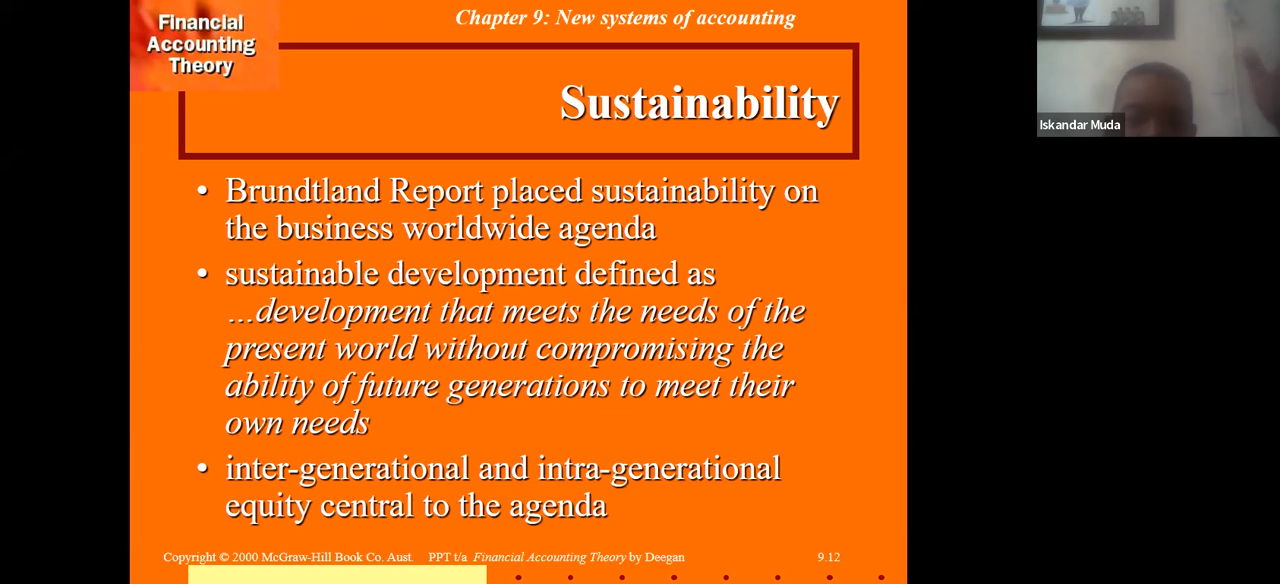 Financial
Accounting
Theory
Chapter 9: New systems of accounting
Sustainability
• Brundtland Report placed sustainability on
the business worldwide agenda
• sustainable development defined as
...development that meets the needs of the
present world without compromising the
ability of future generations to meet their
own needs
• inter-generational and intra-generational
equity central to the agenda
Copyright © 2000 McGraw-Hill Book Co. Aust. PPT t/a Financial Accounting Theory by Deegan 9.12
Iskandar Muda